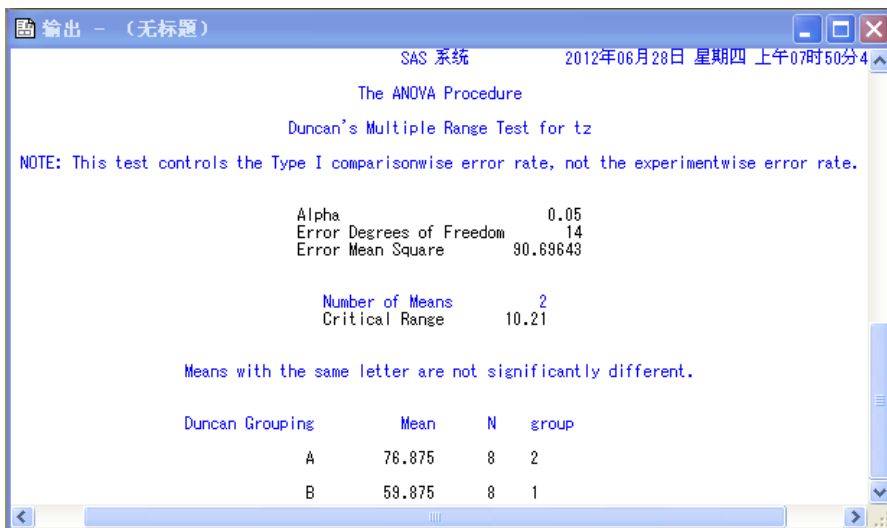 输出 - （无标题）
SAS 系统 2012年06月28日 星期四 上午07时50分4
The ANOVA Procedure
Duncan's Multiple Range Test for tz
NOTE: This test controls the Type I comparisonwise error rate, not the experimentwise error rate.
Alpha 0.05
Error Degrees of Freedom 14
Error Mean Square 90.69643
Number of Means 2
Critical Range 10.21
Means with the same letter are not significantly different.
Duncan Grouping Mean N group
A 76.875 8 2
B 59.875 8 1